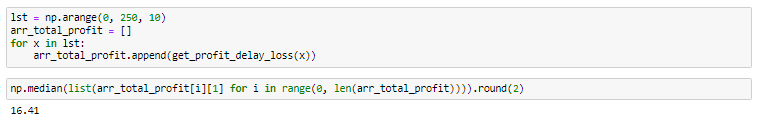 lst = np.arange(0, 250, 10)
arr_total_profit = []
for x in lst:
    arr_total_profit.append(get_profit_delay_loss(x))
np.median(list(arr_total_profit[i][1] for i in range(0, len(arr_total_profit)))).round(2)
16.41